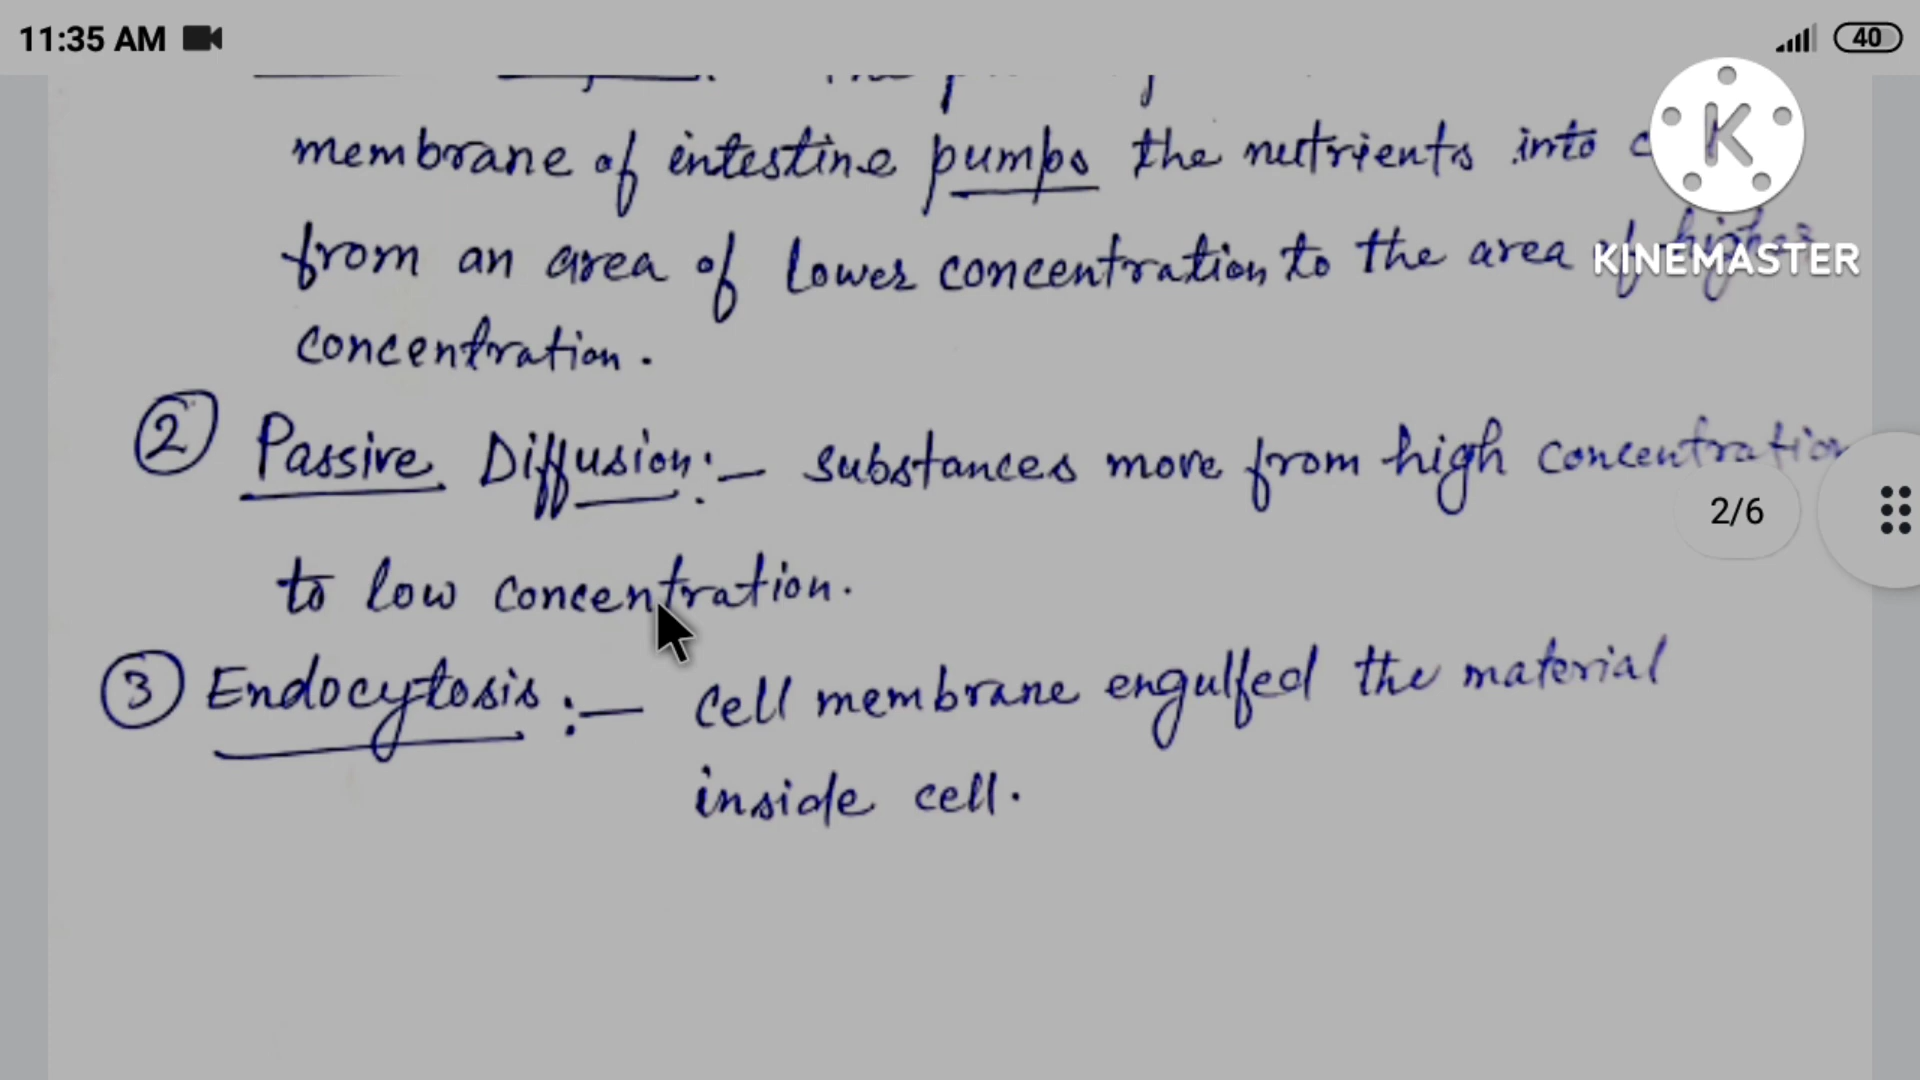 11:35 AM
40
membrane of intestine pumps the nutrients into
K
from an area of lower concentration to the area of higher
KINEMASTER
concentration.
2 Passive Diffusion:- substances move from high concentration
2/6
to low concentration.
3 Endocytosis:- cell membrane engulfed the material
inside cell.